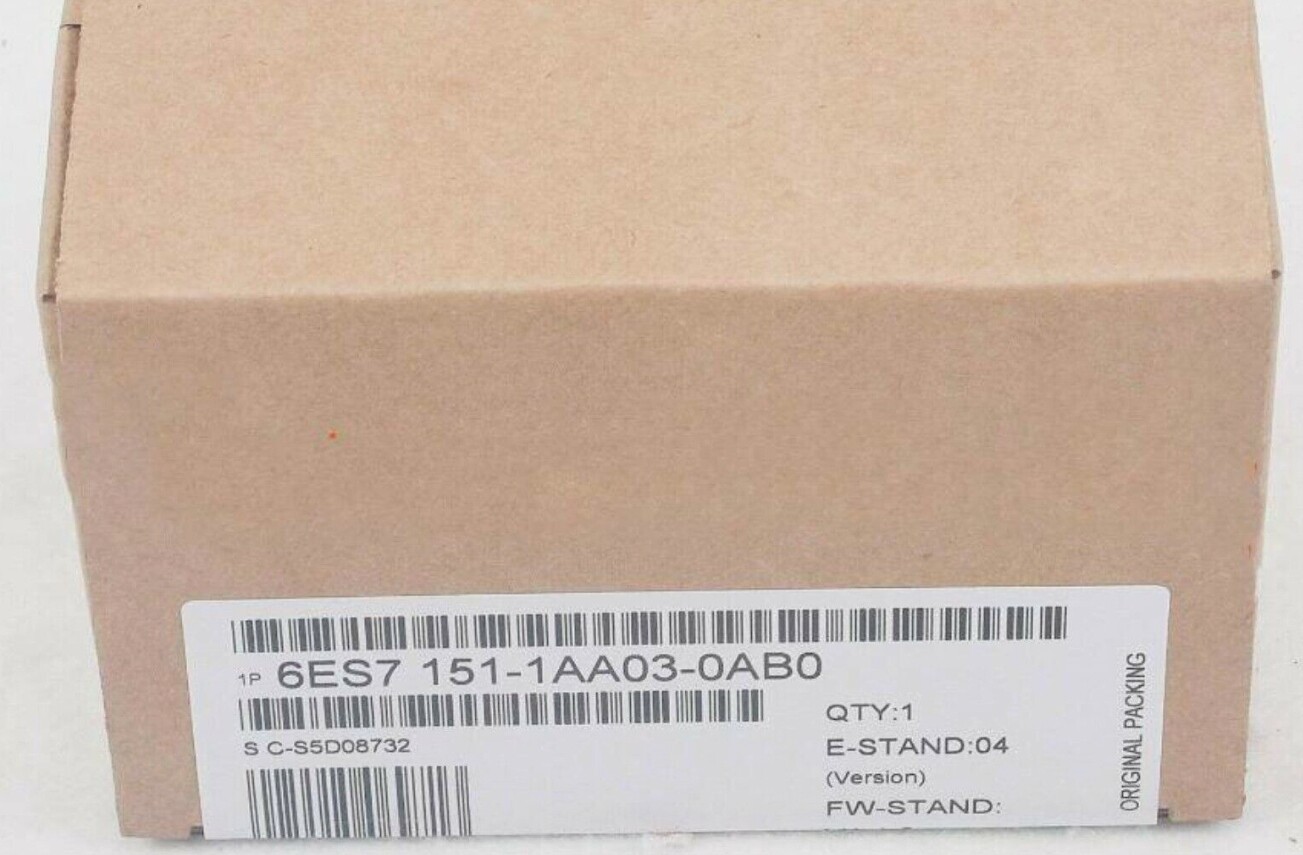 1P 6ES7 151-1AA03-0AB0
S C-S5D08732
QTY:1
E-STAND:04
(Version)
FW-STAND:
ORIGINAL PACKING